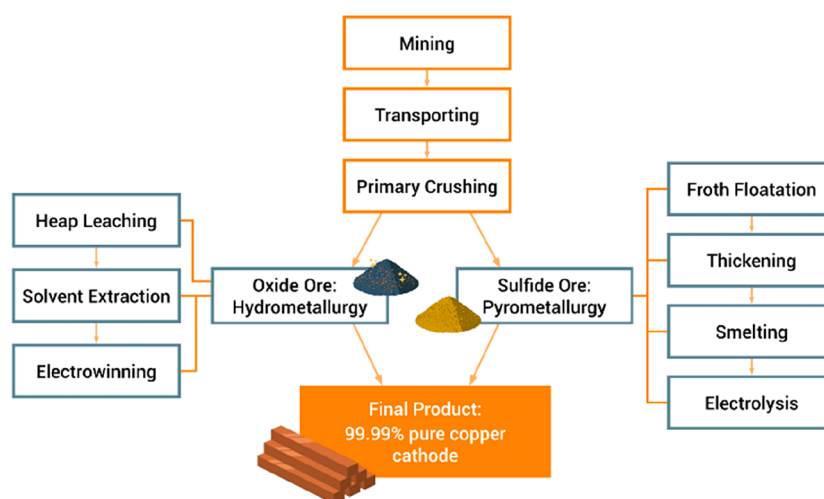 Mining
Transporting
Primary Crushing
Heap Leaching
Solvent Extraction
Electrowinning
Oxide Ore:
Hydrometallurgy
Sulfide Ore:
Pyrometallurgy
Froth Floatation
Thickening
Smelting
Electrolysis
Final Product:
99.99% pure copper
cathode